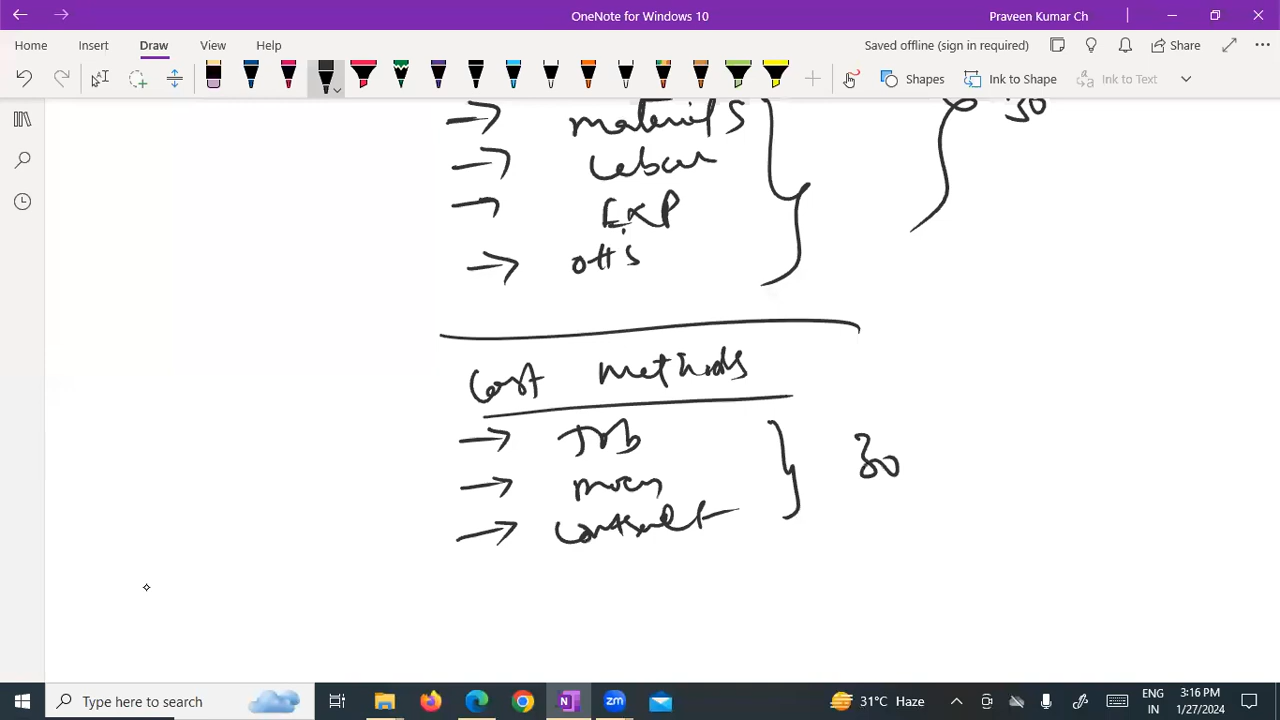 OneNote for Windows 10
Praveen Kumar Ch
Home Insert Draw View Help
Saved offline (sign in required) Share
Shapes Ink to Shape Ink to Text
→ materials
30
→ Labour
→ EXP
→ OHS
Cost methods
→ Job
→ 30
→ Contract
Type here to search
31°C Haze
ENG
IN
3:16 PM
1/27/2024